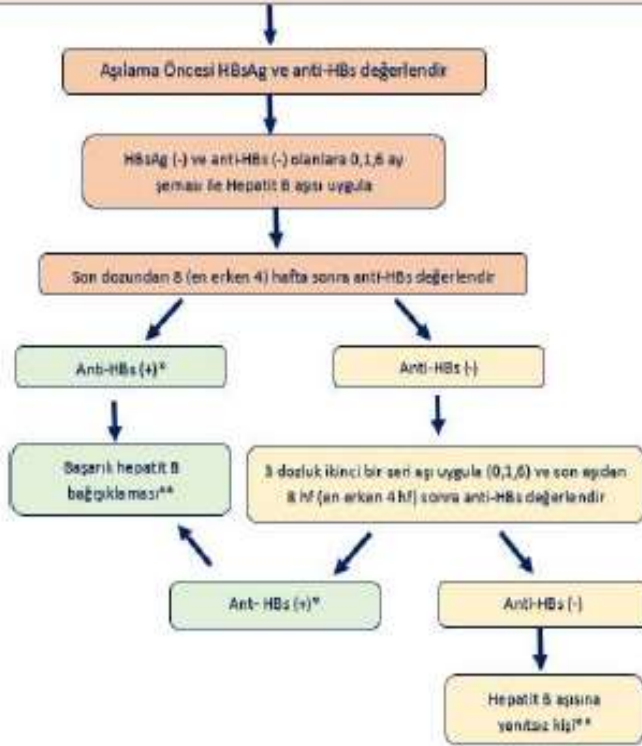 Aşılama Öncesi HBsAg ve anti-HBs değerlendir
HBsAg (-) ve anti-HBs (-) olanlara 0,1,6 ay
şeması ile Hepatit B aşısı uygula
Son dozundan 8 (en erken 4) hafta sonra anti-HBs değerlendir
Anti-HBs (+)*
Anti-HBs (-)
Başarılı hepatit B
bağışıklaması**
3 dozluk ikinci bir seri aşı uygula (0,1,6) ve son aşıdan
8 hf (en erken 4 hf) sonra anti-HBs değerlendir
Ant- HBs (+)*
Anti-HBs (-)
Hepatit B aşısına
yanıtsız kişi**